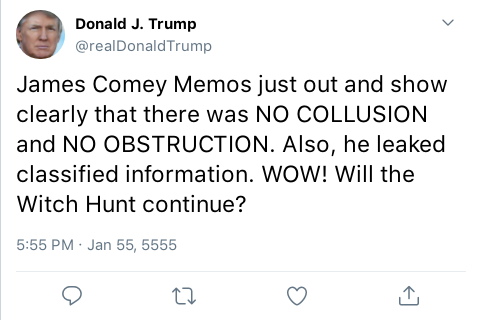 Donald J. Trump
@realDonaldTrump
James Comey Memos just out and show
clearly that there was NO COLLUSION
and NO OBSTRUCTION. Also, he leaked
classified information. WOW! Will the
Witch Hunt continue?
5:55 PM · Jan 55, 5555